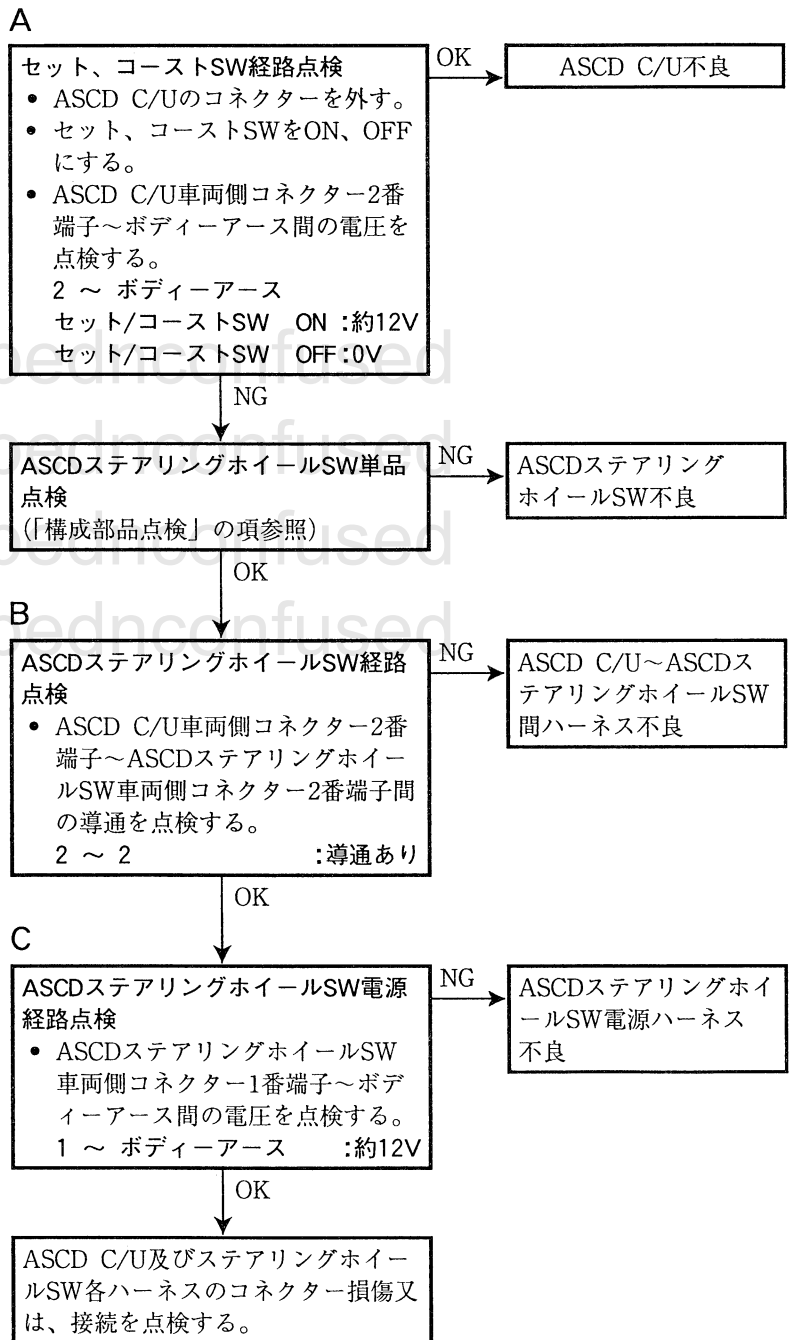 A
セット、コーストSW経路点検
• ASCD C/Uのコネクターを外す。
• セット、コーストSWをON、OFF
にする。
• ASCD C/U車両側コネクター2番
端子～ボディーアース間の電圧を
点検する。
2 ～ ボディーアース
セット/コーストSW ON :約12V
セット/コーストSW OFF:0V
OK
ASCD C/U不良
NG
ASCDステアリングホイールSW単品
点検
(「構成部品点検」の項参照)
NG
ASCDステアリング
ホイールSW不良
OK
B
ASCDステアリングホイールSW経路
点検
• ASCD C/U車両側コネクター2番
端子～ASCDステアリングホイー
ルSW車両側コネクター2番端子間
の導通を点検する。
2 ～ 2 :導通あり
NG
ASCD C/U～ASCDス
テアリングホイールSW
間ハーネス不良
OK
C
ASCDステアリングホイールSW電源
経路点検
• ASCDステアリングホイールSW
車両側コネクター1番端子～ボデ
ィーアース間の電圧を点検する。
1 ～ ボディーアース :約12V
NG
ASCDステアリングホイ
ールSW電源ハーネス
不良
OK
ASCD C/U及びステアリングホイー
ルSW各ハーネスのコネクター損傷又
は、接続を点検する。
pednconfused
pednconfused
pednconfused
pednconfused